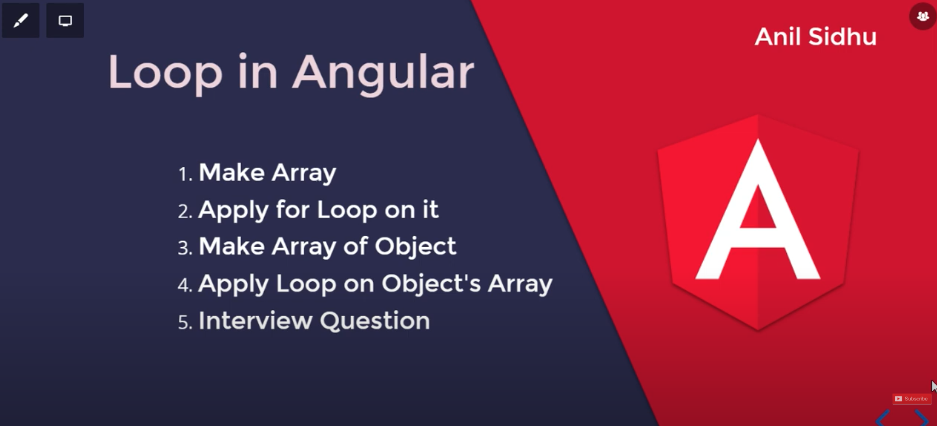 Anil Sidhu
Loop in Angular
1. Make Array
2. Apply for Loop on it
3. Make Array of Object
4. Apply Loop on Object's Array
5. Interview Question
A
Subscribe